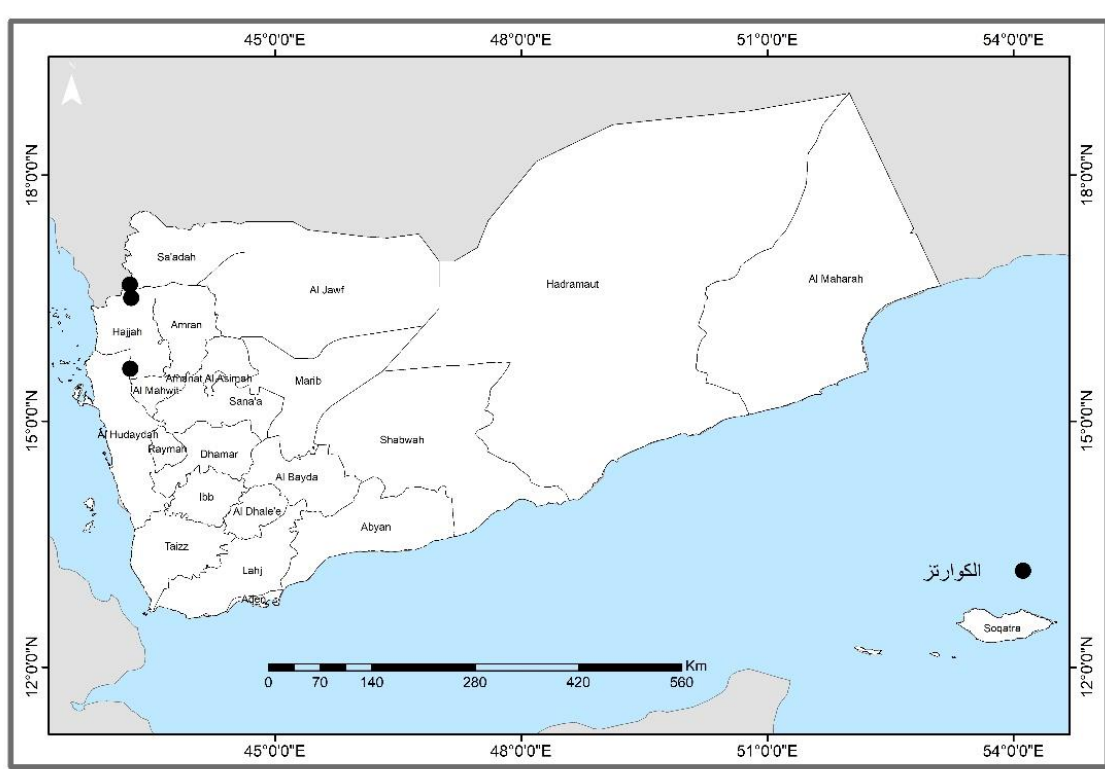 45°0'0"E 48°0'0"E 51°0'0"E 54°0'0"E
18°0'0"N
18°0'0"N
Sa'adah
Al Jawf
Hadramaut
Al Maharah
Hajjah
Amran
Amanat Al Asimah
Marib
Al Mahwit
Sana'a
15°0'0"N
15°0'0"N
Al Hudaydah
Shabwah
Raymah
Dhamar
Al Bayda
Ibb
Al Dhale'e
Abyan
Taizz
Lahj
الكوارتز
Aden
Soqatra
12°0'0"N
12°0'0"N
Km
0 70 140 280 420 560
45°0'0"E 48°0'0"E 51°0'0"E 54°0'0"E